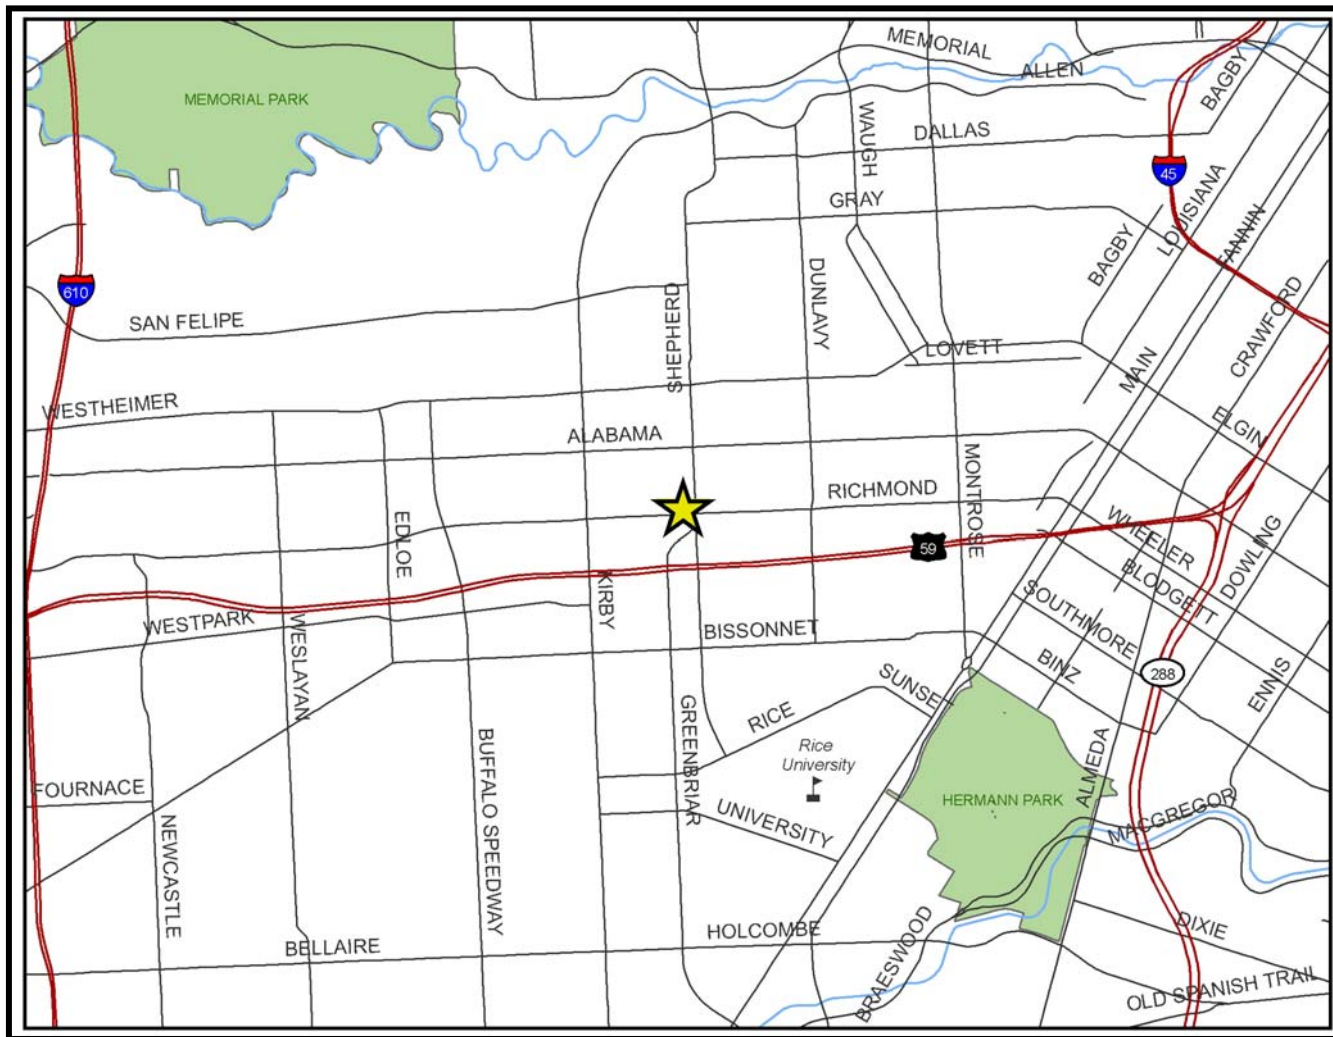 MEMORIAL
ALLEN
BAGBY
MEMORIAL PARK
WAUGH
DALLAS
45
GRAY
LOUISIANA
FANNIN
BAGBY
610
DUNLAVY
SAN FELIPE
SHEPHERD
CRAWFORD
LOVETT
MAIN
WESTHEIMER
ELGIN
ALABAMA
MONTROSE
RICHMOND
EDLOE
WHEELER
59
DOWLING
BLODGETT
KIRBY
WESTPARK
WESLAYAN
BISSONNET
SOUTHMORE
BINZ
288
ENNIS
SUNSE
RICE
GREENBRIAR
BUFFALO SPEEDWAY
Rice
University
ALMEDA
FOURNACE
HERMANN PARK
MACGREGOR
UNIVERSITY
NEWCASTLE
HOLCOMBE
BRAESWOOD
DIXIE
BELLAIRE
OLD SPANISH TRAIL